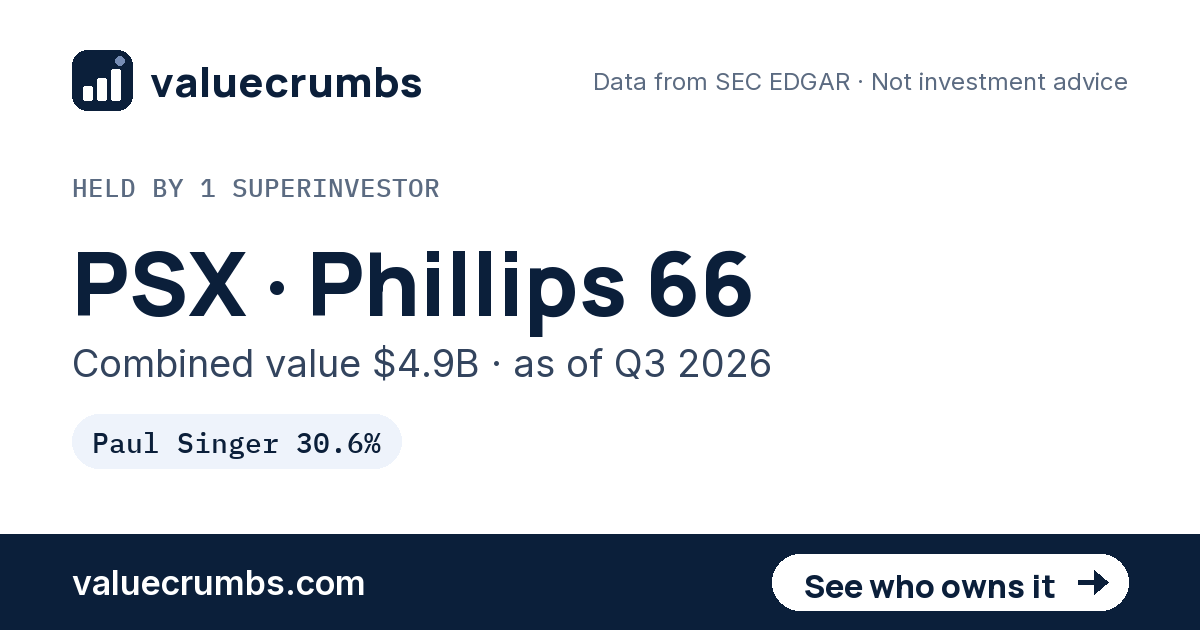 valuecrumbs
Data from SEC EDGAR · Not investment advice
HELD BY 1 SUPERINVESTOR
PSX · Phillips 66
Combined value $4.9B · as of Q3 2026
Paul Singer 30.6%
valuecrumbs.com
See who owns it →